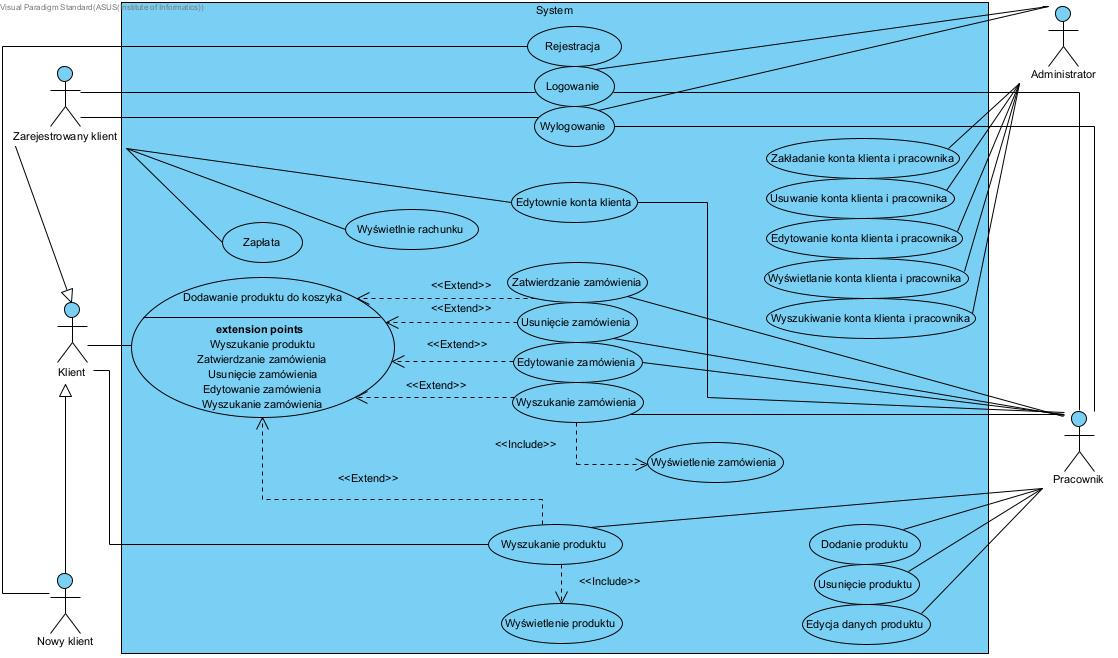 Visual Paradigm Standard(ASUS(Institute of Informatics))
System
Rejestracja
Administrator
Logowanie
Zarejestrowany klient
Wylogowanie
Zakładanie konta klienta i pracownika
Usuwanie konta klienta i pracownika
Edytownie konta klienta
Wyświetlnie rachunku
Zapłata
Edytowanie konta klienta i pracownika
Wyświetlanie konta klienta i pracownika
Wyszukiwanie konta klienta i pracownika
<<Extend>>
Zatwierdzanie zamówienia
Dodawanie produktu do koszyka
<<Extend>>
Usunięcie zamówienia
extension points
Wyszukanie produktu
Zatwierdzanie zamówienia
Usunięcie zamówienia
Edytowanie zamówienia
Wyszukanie zamówienia
<<Extend>>
Edytowanie zamówienia
Klient
<<Extend>>
Wyszukanie zamówienia
<<Include>>
Wyświetlenie zamówienia
<<Extend>>
Pracownik
Wyszukanie produktu
Dodanie produktu
<<Include>>
Usunięcie produktu
Wyświetlenie produktu
Edycja danych produktu
Nowy klient